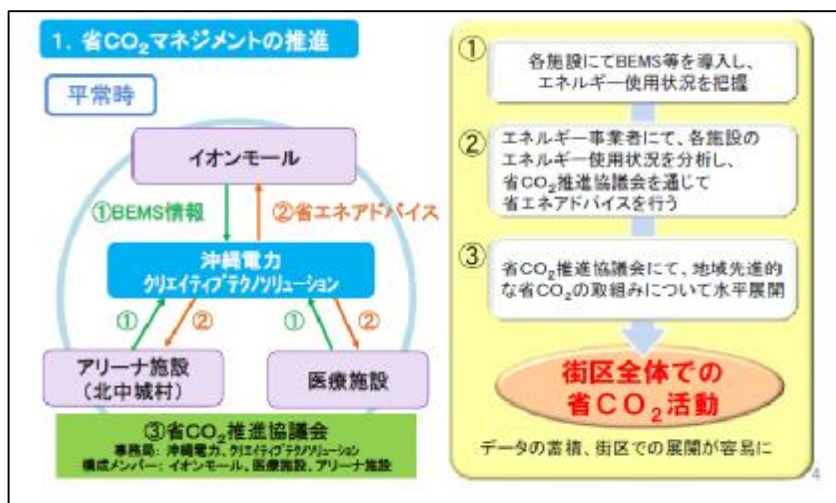 1. 省CO₂マネジメントの推進
平常時
イオンモール
①BEMS情報
②省エネアドバイス
沖縄電力
クリエイティブテクノソリューション
①
②
①
②
アリーナ施設
（北中城村）
医療施設
③省CO₂推進協議会
事務局：沖縄電力、クリエイティブテクノソリューション
構成メンバー：イオンモール、医療施設、アリーナ施設
①
各施設にてBEMS等を導入し、
エネルギー使用状況を把握
②
エネルギー事業者にて、各施設の
エネルギー使用状況を分析し、
省CO₂推進協議会を通じて
省エネアドバイスを行う
③
省CO₂推進協議会にて、地域先進的
な省CO₂の取組みについて水平展開
街区全体での
省CO₂活動
データの蓄積、街区での展開が容易に
4